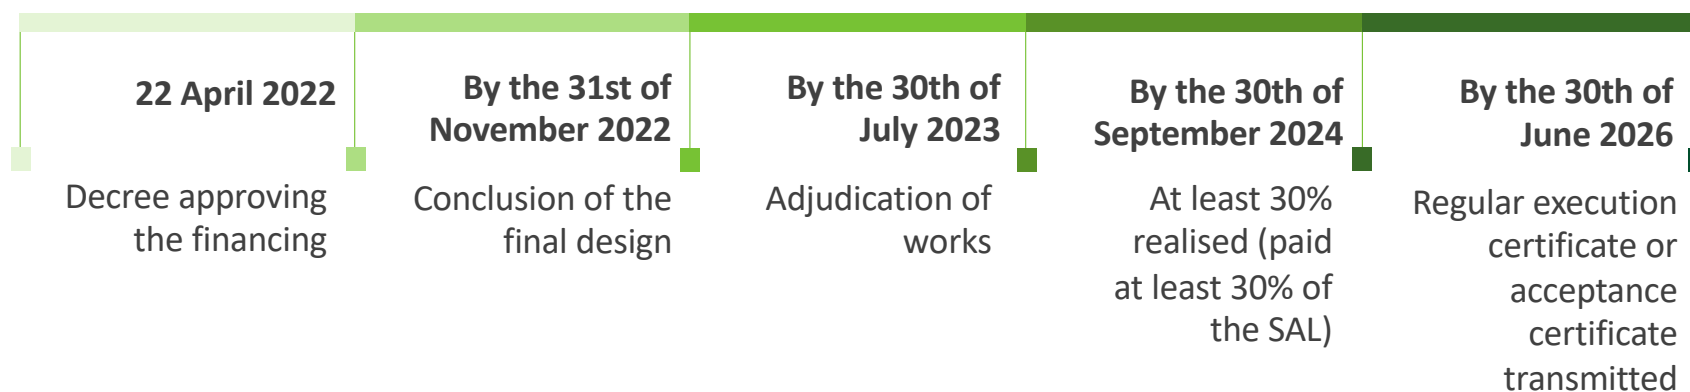 22 April 2022
Decree approving
the financing
By the 31st of
November 2022
Conclusion of the
final design
By the 30th of
July 2023
Adjudication of
works
By the 30th of
September 2024
At least 30%
realised (paid
at least 30% of
the SAL)
By the 30th of
June 2026
Regular execution
certificate or
acceptance
certificate
transmitted